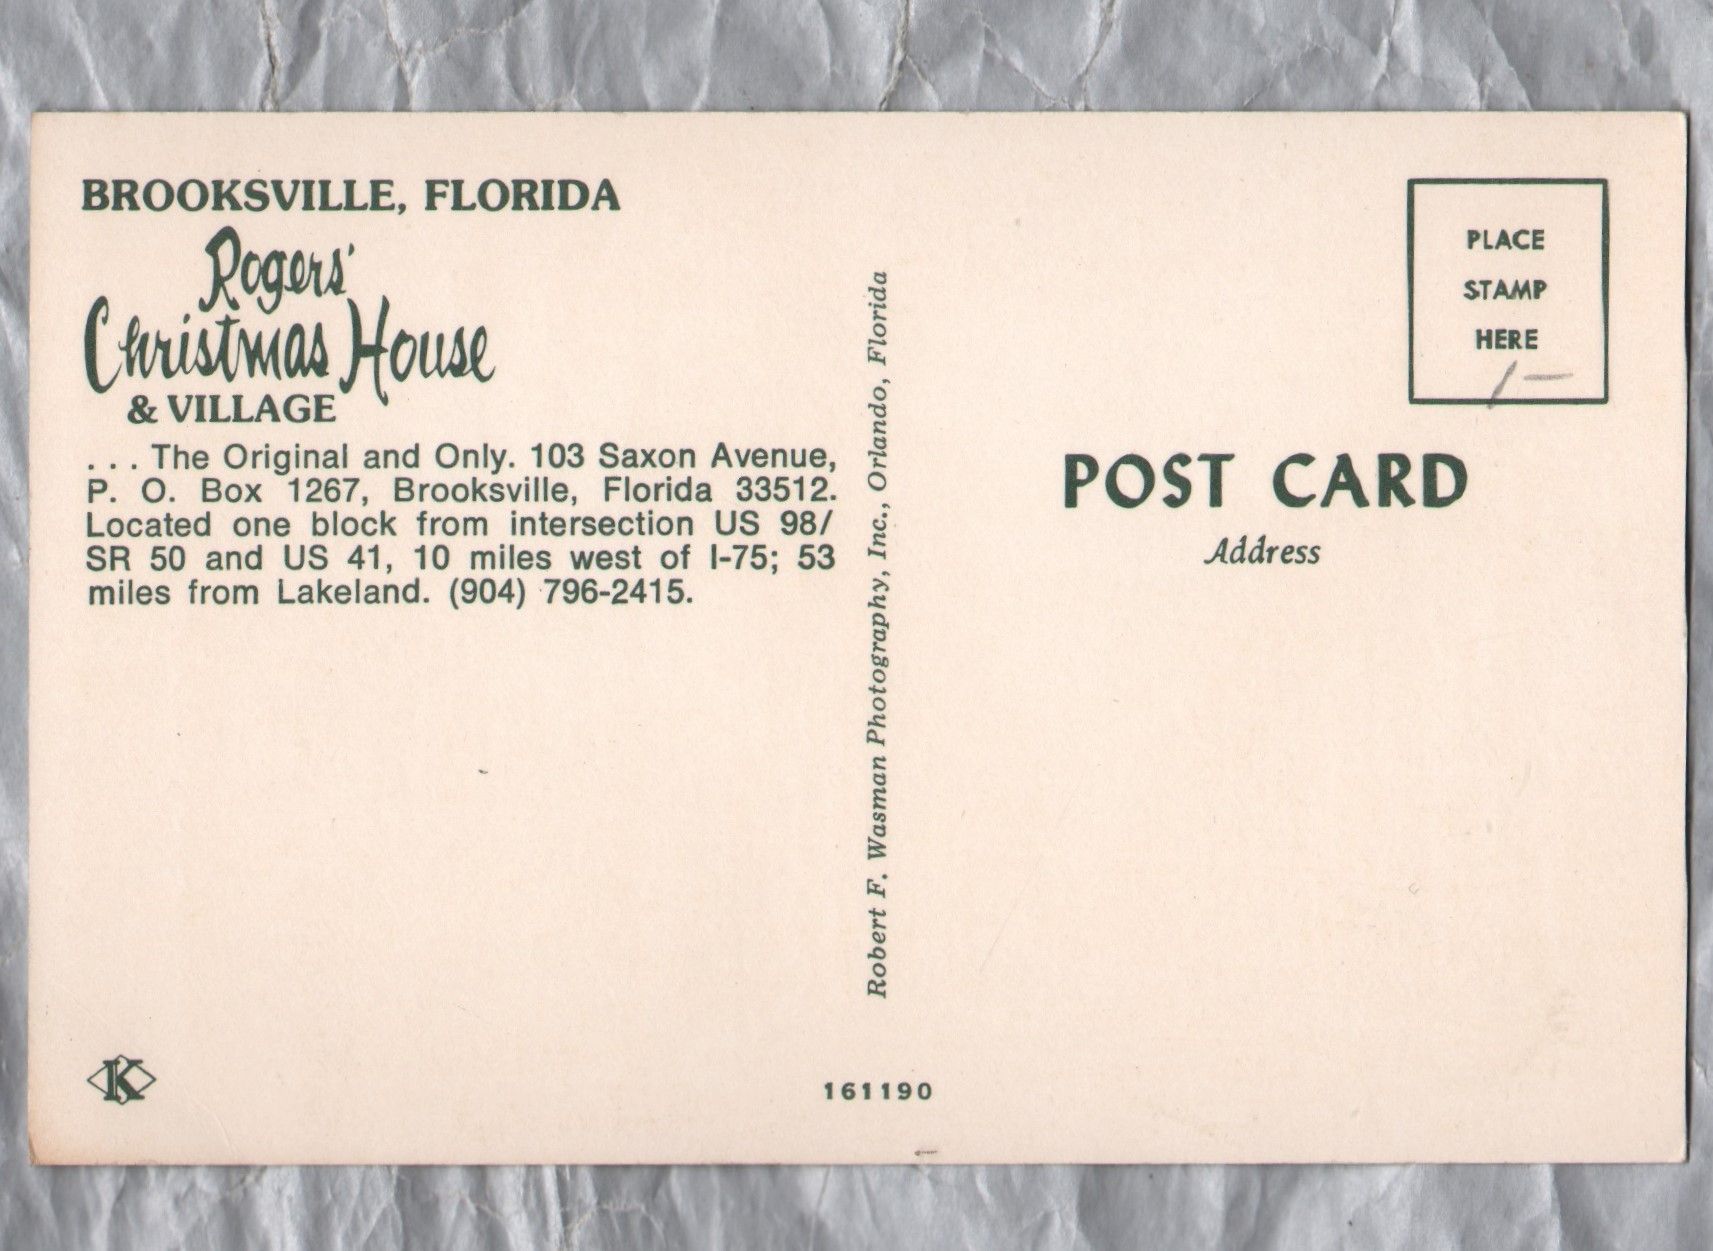 BROOKSVILLE, FLORIDA
Rogers'
Christmas House
& VILLAGE
. . . The Original and Only. 103 Saxon Avenue,
P. O. Box 1267, Brooksville, Florida 33512.
Located one block from intersection US 98/
SR 50 and US 41, 10 miles west of I-75; 53
miles from Lakeland. (904) 796-2415.
K
Robert F. Wasman Photography, Inc., Orlando, Florida
161190
PLACE
STAMP
HERE
1-
POST CARD
Address